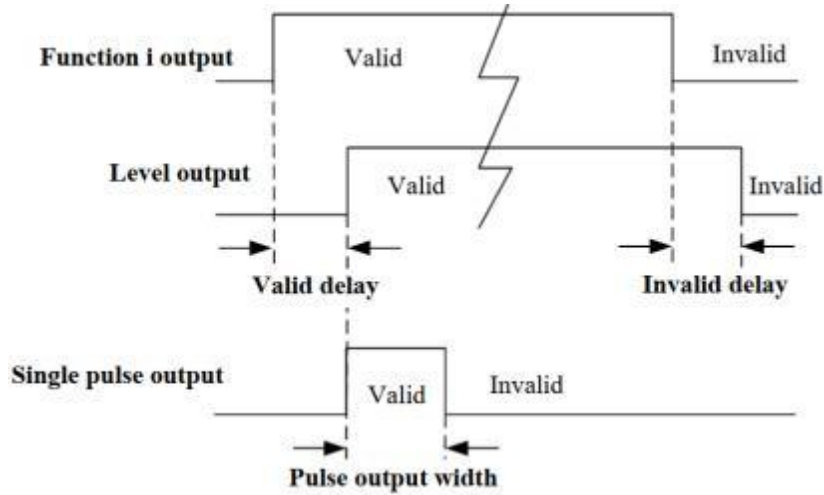 Function i output
Valid
Invalid
Level output
Valid
Invalid
Valid delay
Invalid delay
Single pulse output
Valid
Invalid
Pulse output width